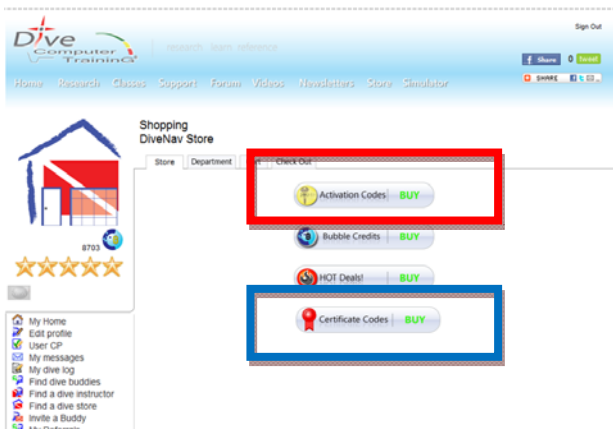 Sign Out
Dive
Computer
Training
research learn reference
Share 0 Tweet
SHARE
Home Research Classes Support Forum Videos Newsletters Store Simulator
Shopping
DiveNav Store
Store Department Check Out
Activation Codes BUY
Bubble Credits BUY
HOT Deals! BUY
Certificate Codes BUY
8703
My Home
Edit profile
User CP
My messages
My dive log
Find dive buddies
Find a dive instructor
Find a dive store
Invite a Buddy
My Referrals